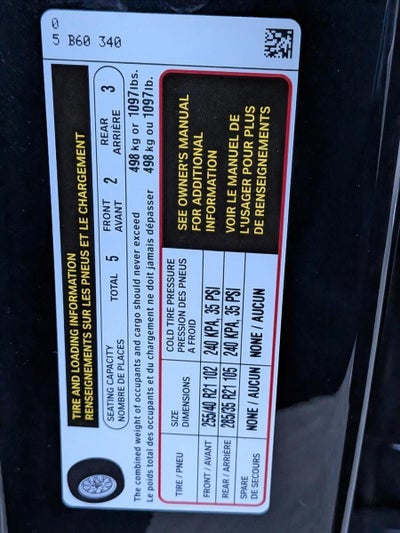 0
5 B60 340
TIRE AND LOADING INFORMATION
RENSEIGNEMENTS SUR LES PNEUS ET LE CHARGEMENT
SEATING CAPACITY
NOMBRE DE PLACES
TOTAL 5
FRONT
AVANT
2
REAR
ARRIÈRE
3
The combined weight of occupants and cargo should never exceed 498 kg or 1097 lbs.
Le poids total des occupants et du chargement ne doit jamais dépasser 498 kg ou 1097 lb.
TIRE / PNEU
SIZE
DIMENSIONS
COLD TIRE PRESSURE
PRESSION DES PNEUS
A FROID
FRONT / AVANT
255/40 R21 102
240 KPA, 35 PSI
REAR / ARRIÈRE
285/35 R21 105
240 KPA, 35 PSI
SPARE
DE SECOURS
NONE / AUCUN
NONE / AUCUN
SEE OWNER'S MANUAL
FOR ADDITIONAL
INFORMATION
VOIR LE MANUEL DE
L'USAGER POUR PLUS
DE RENSEIGNEMENTS